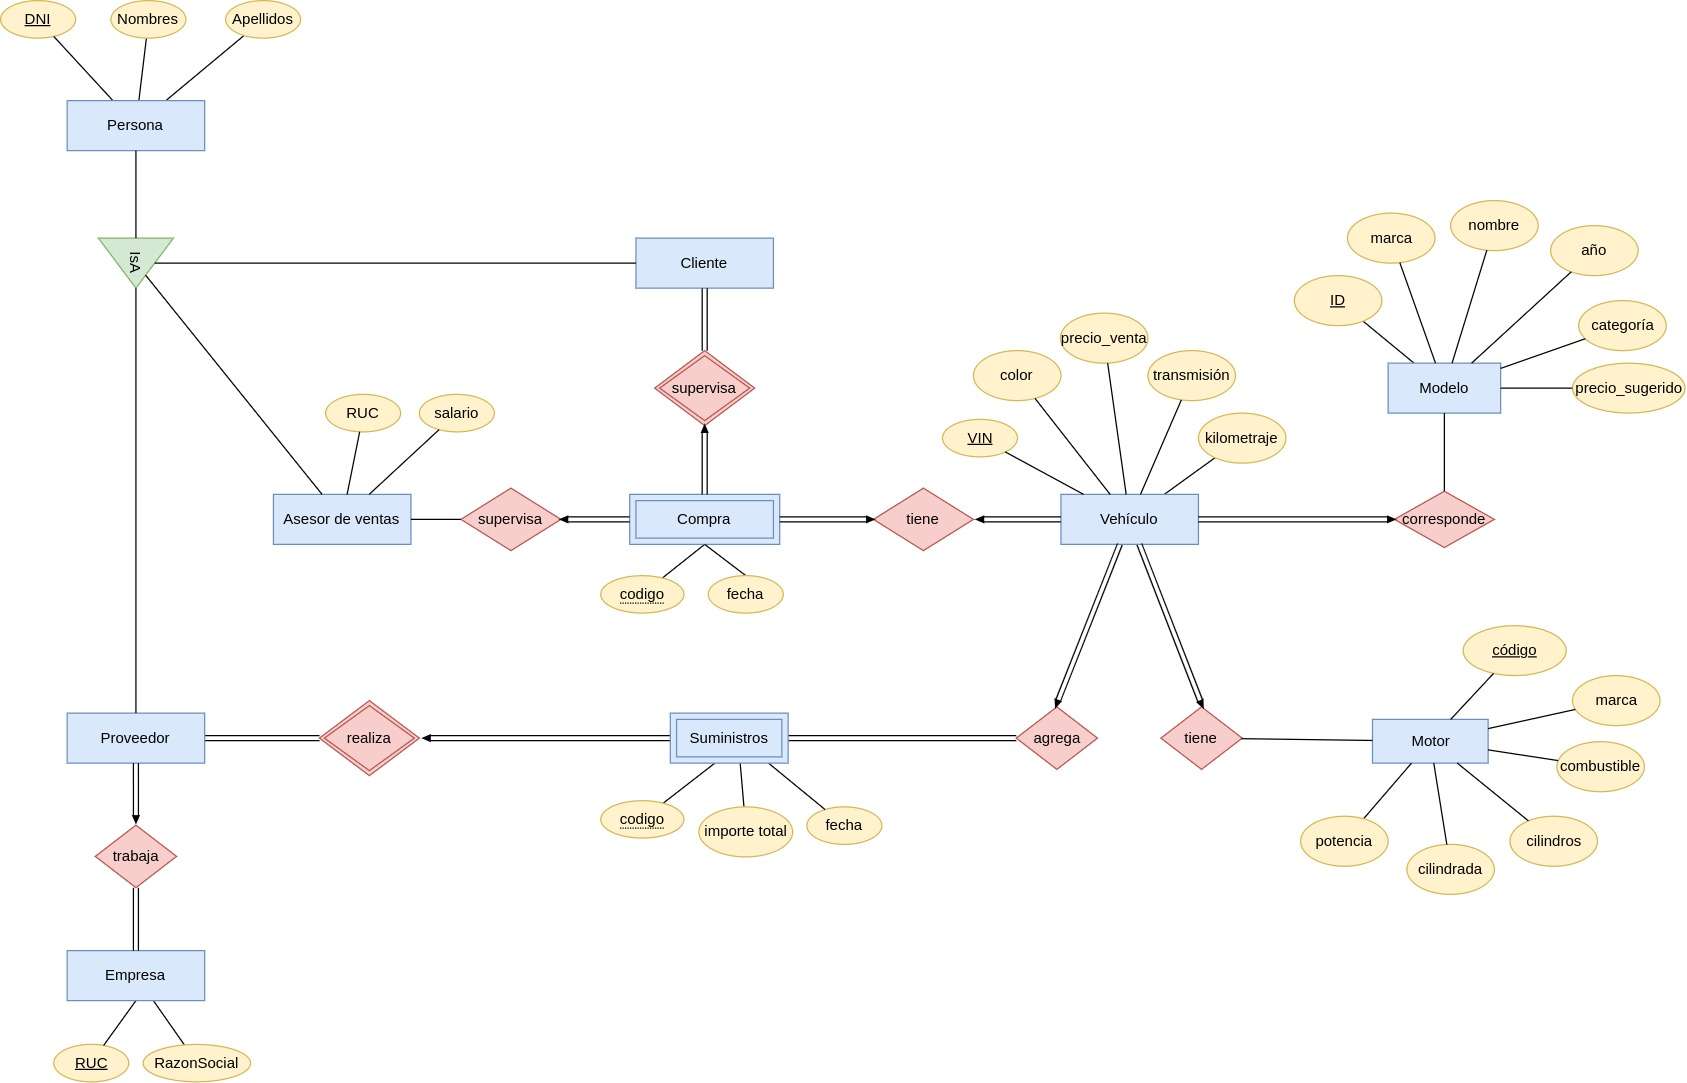 DNI
Nombres
Apellidos
Persona
IsA
Cliente
marca
nombre
año
ID
categoría
precio_venta
color
transmisión
supervisa
Modelo
precio_sugerido
RUC
salario
VIN
kilometraje
Asesor de ventas
supervisa
Compra
tiene
Vehículo
corresponde
codigo
fecha
código
marca
Proveedor
realiza
Suministros
agrega
tiene
Motor
combustible
codigo
importe total
fecha
potencia
cilindrada
cilindros
trabaja
Empresa
RUC
RazonSocial